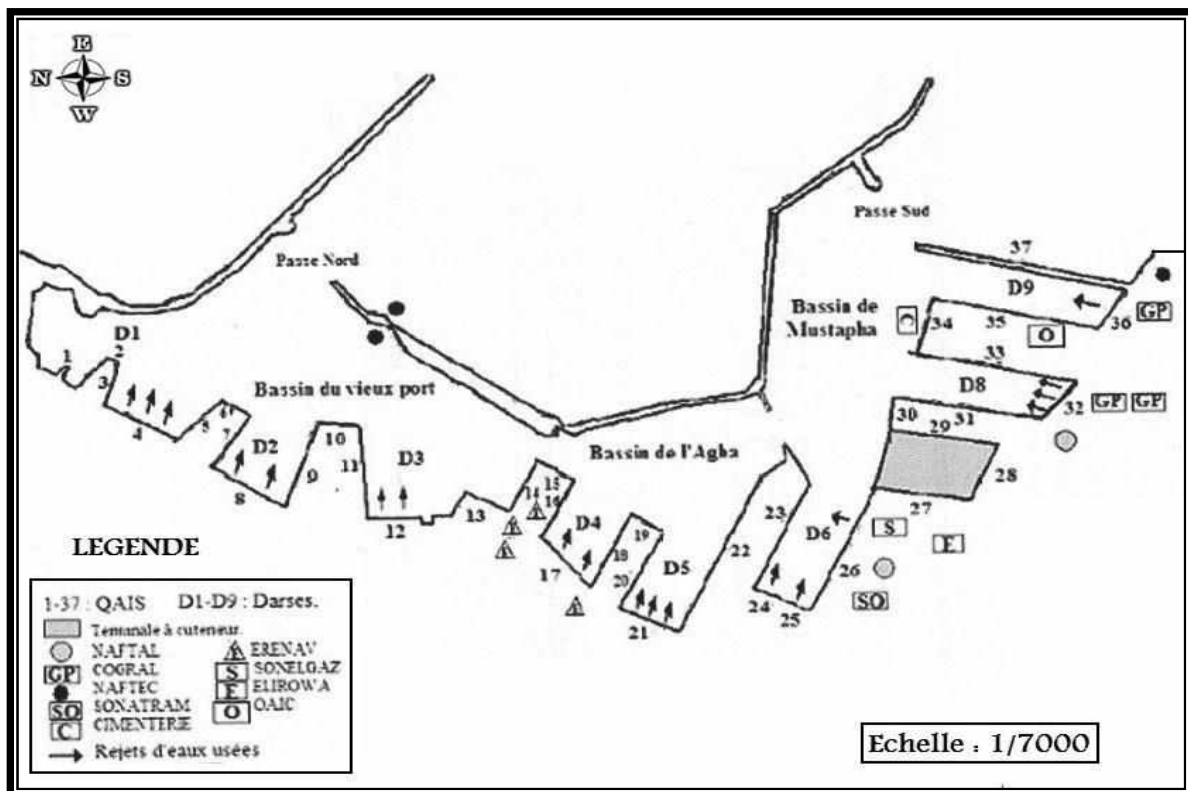 E
N S
W
Passe Nord
Passe Sud
Bassin du vieux port
Bassin de l'Agha
Bassin de
Mustapha
D1
1
2
3
4
5
6
7
D2
8
9
10
11
D3
12
13
14
15
16
D4
17
18
19
20
D5
21
22
23
D6
24
25
26
27
28
29
30
31
D8
32
33
34
35
36
D9
37
GP
O
GP GP
S
E
SO
LEGENDE
1-37 : QAIS D1-D9 : Darses.
Temunale à cuteneur.
NAFTAL
GP COGRAL
NAFTEC
SO SONATRAM
C CIMENTERIE
Rejets d'eaux usées
E ERENAV
S SONELGAZ
E ELIROWA
O OAIC
Echelle : 1/7000